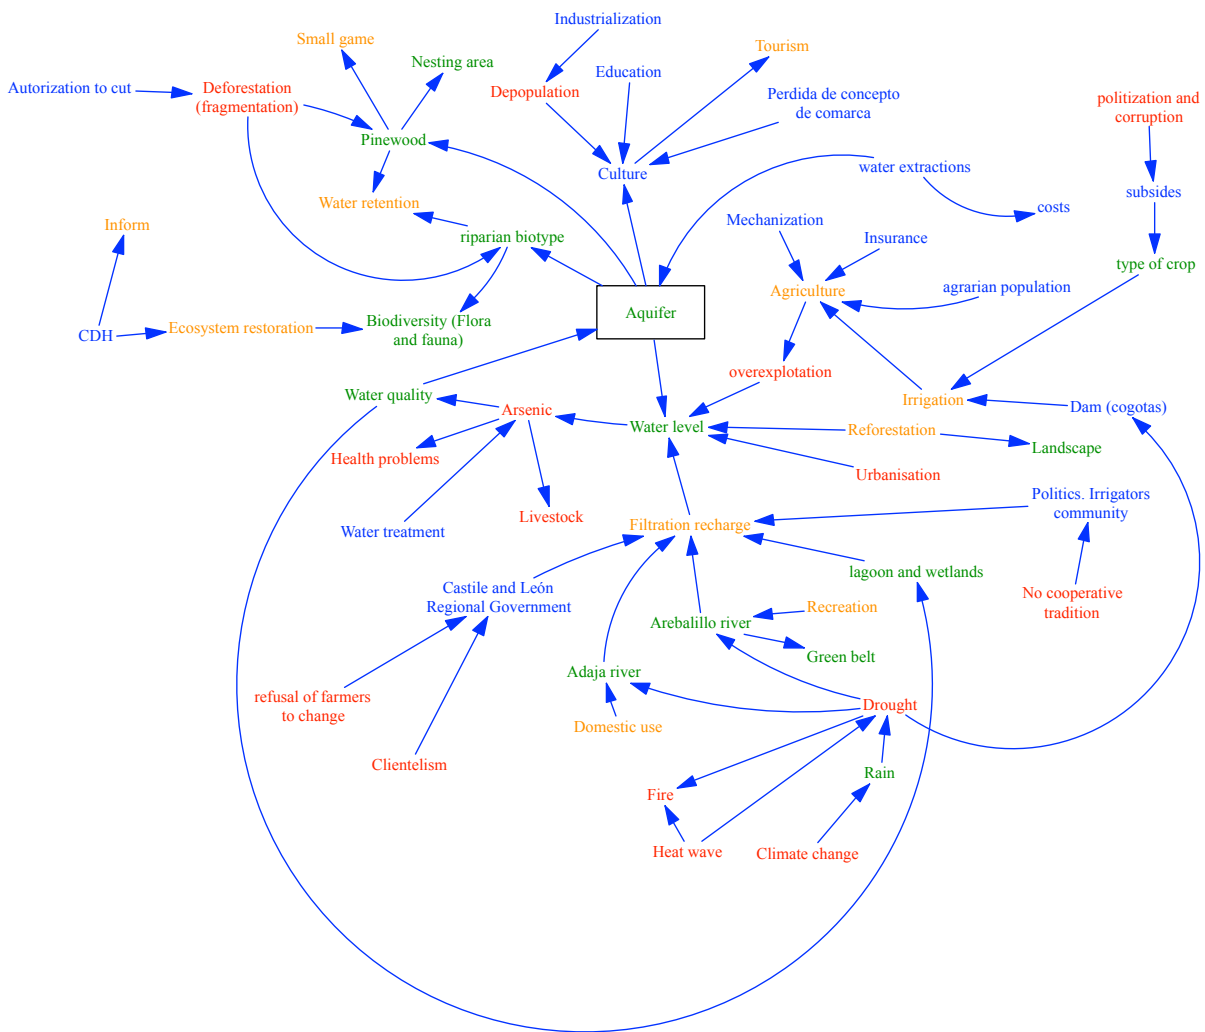 Industrialization
Small game
Tourism
Nesting area
Education
Autorization to cut
Deforestation
(fragmentation)
Depopulation
Perdida de concepto
de comarca
politization and
corruption
Pinewood
Culture
water extractions
subsides
Water retention
costs
Inform
Mechanization
riparian biotype
Insurance
type of crop
Agriculture
agrarian population
Aquifer
CDH
Ecosystem restoration
Biodiversity (Flora
and fauna)
overexplotation
Water quality
Arsenic
Irrigation
Dam (cogotas)
Water level
Reforestation
Landscape
Health problems
Urbanisation
Livestock
Water treatment
Filtration recharge
Politics. Irrigators
community
lagoon and wetlands
Castile and León
Regional Government
No cooperative
tradition
Recreation
Arebalillo river
Green belt
Adaja river
refusal of farmers
to change
Drought
Domestic use
Clientelism
Rain
Fire
Heat wave
Climate change